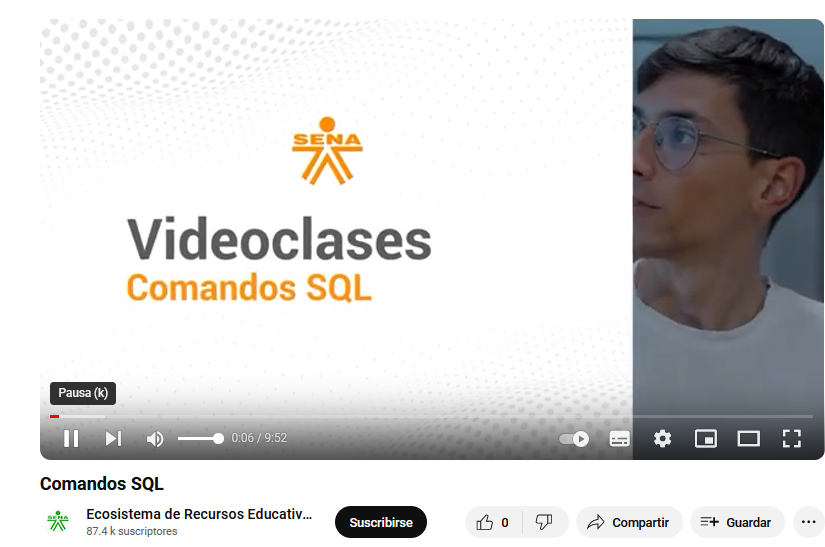 SENA
Videoclases
Comandos SQL
Pausa (k)
0:06 / 9:52
Comandos SQL
SENA
Ecosistema de Recursos Educativ...
87.4 k suscriptores
Suscribirse
0
Compartir
Guardar